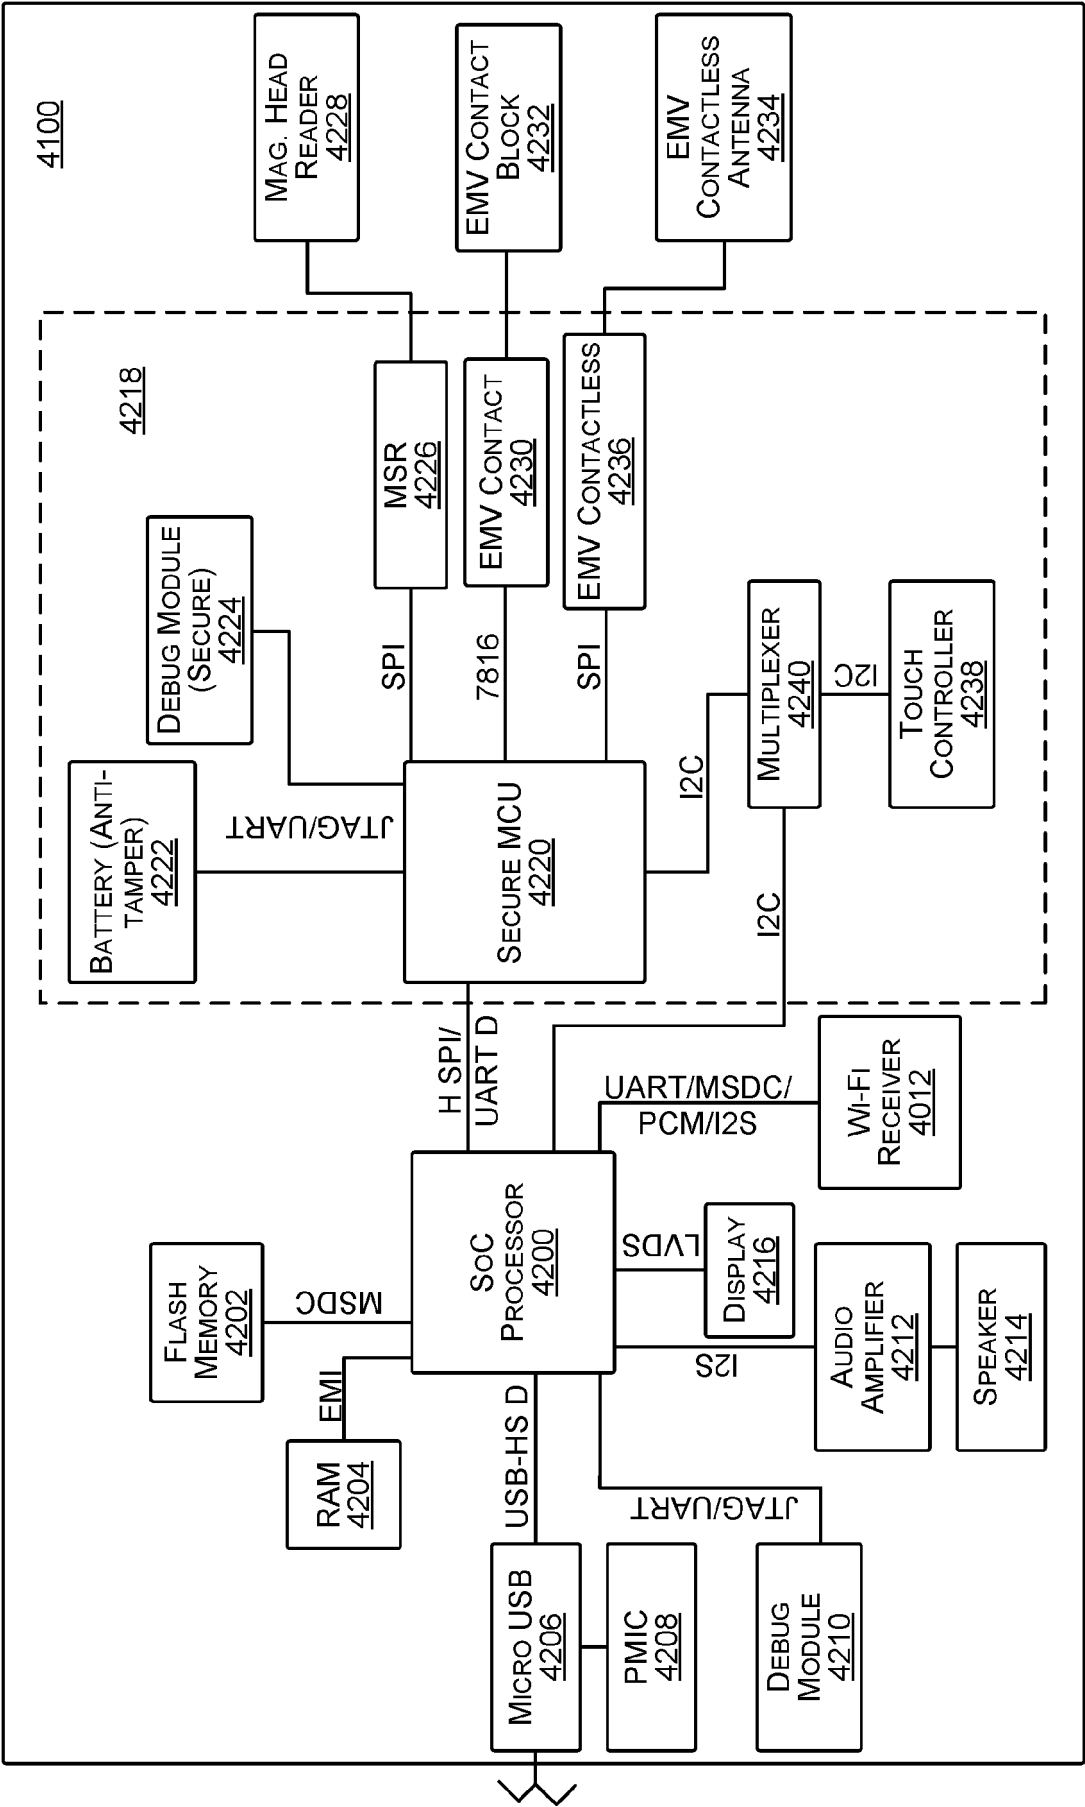 4100
MAG. HEAD
READER
4228
EMV CONTACT
BLOCK
4232
EMV
CONTACTLESS
ANTENNA
4234
4218
DEBUG MODULE
(SECURE)
4224
MSR
4226
EMV CONTACT
4230
EMV CONTACTLESS
4236
BATTERY (ANTI-
TAMPER)
4222
JTAG/UART
SPI
7816
SPI
SECURE MCU
4220
I2C
MULTIPLEXER
4240
I2C
TOUCH
CONTROLLER
4238
I2C
H SPI/
UART D
UART/MSDC/
PCM/I2S
WI-FI
RECEIVER
4012
FLASH
MEMORY
4202
MSDC
SOC
PROCESSOR
4200
LVDS
DISPLAY
4216
RAM
4204
EMI
USB-HS D
I2S
AUDIO
AMPLIFIER
4212
SPEAKER
4214
JTAG/UART
MICRO USB
4206
PMIC
4208
DEBUG
MODULE
4210